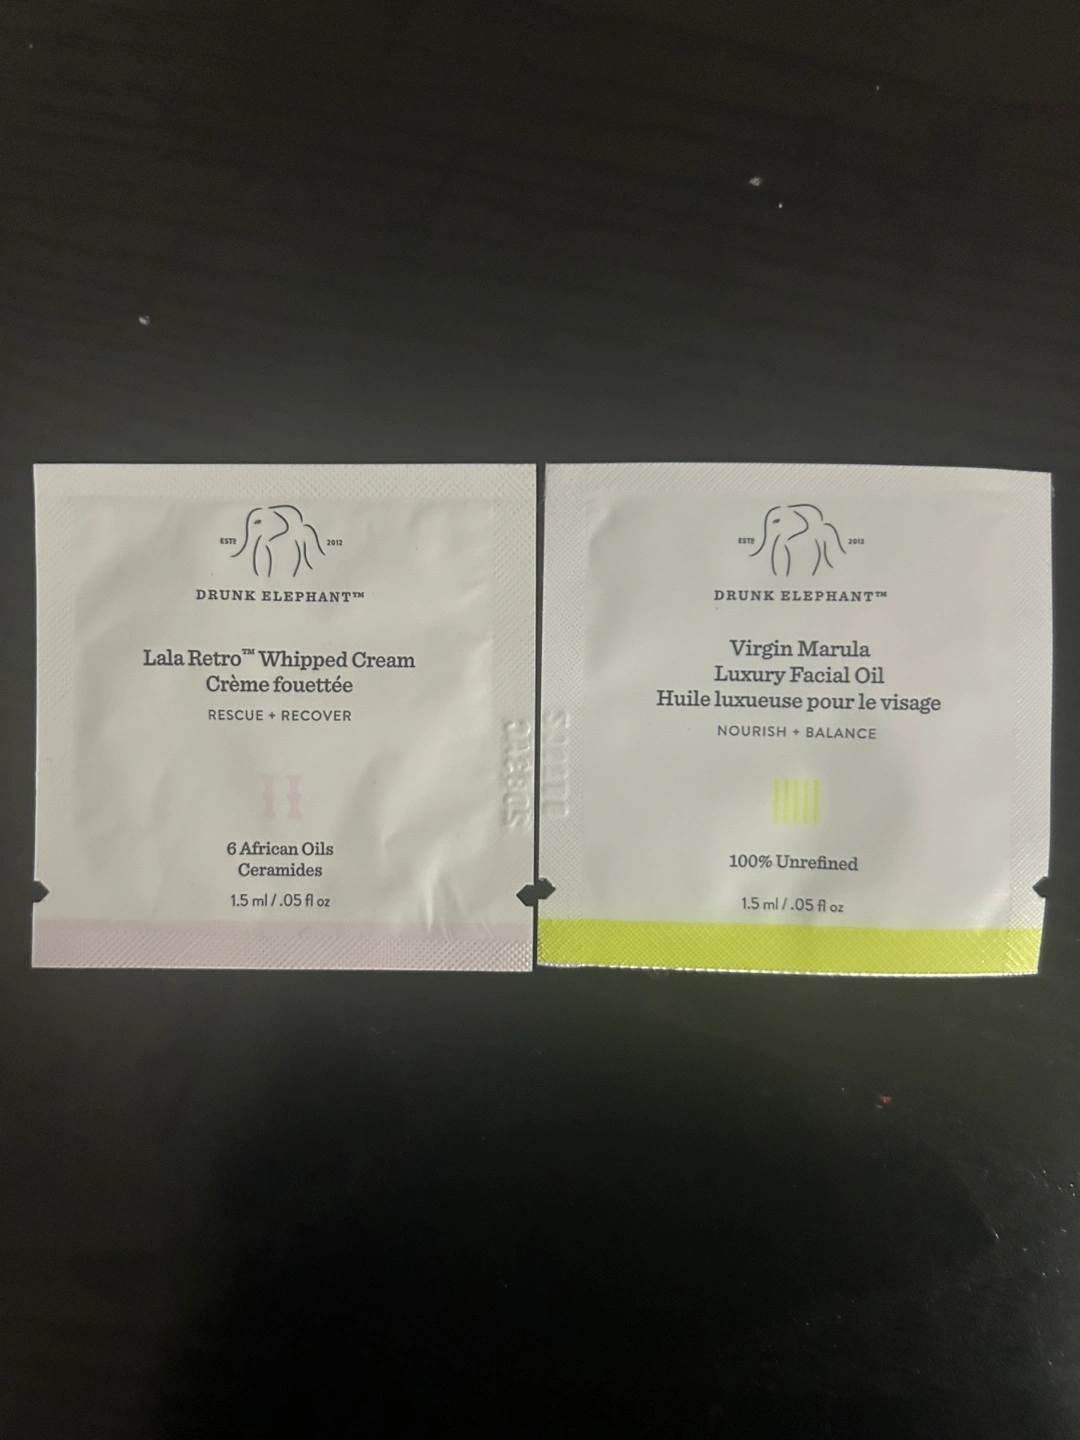 ESTD 2012
DRUNK ELEPHANT™
Lala Retro™ Whipped Cream
Crème fouettée
RESCUE + RECOVER
6 African Oils
Ceramides
1.5 ml / .05 fl oz
ESTD 2012
DRUNK ELEPHANT™
Virgin Marula
Luxury Facial Oil
Huile luxueuse pour le visage
NOURISH + BALANCE
100% Unrefined
1.5 ml / .05 fl oz